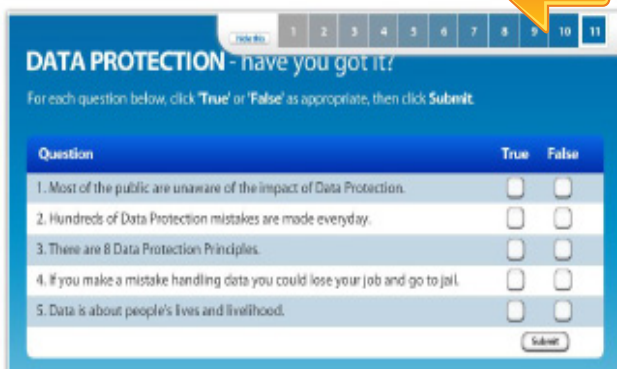 hide this 1 2 3 4 5 6 7 8 9 10 11
DATA PROTECTION - have you got it?
For each question below, click 'True' or 'False' as appropriate, then click Submit.
Question True False
1. Most of the public are unaware of the impact of Data Protection.
2. Hundreds of Data Protection mistakes are made everyday.
3. There are 8 Data Protection Principles.
4. If you make a mistake handling data you could lose your job and go to jail.
5. Data is about people's lives and livelihood.
Submit